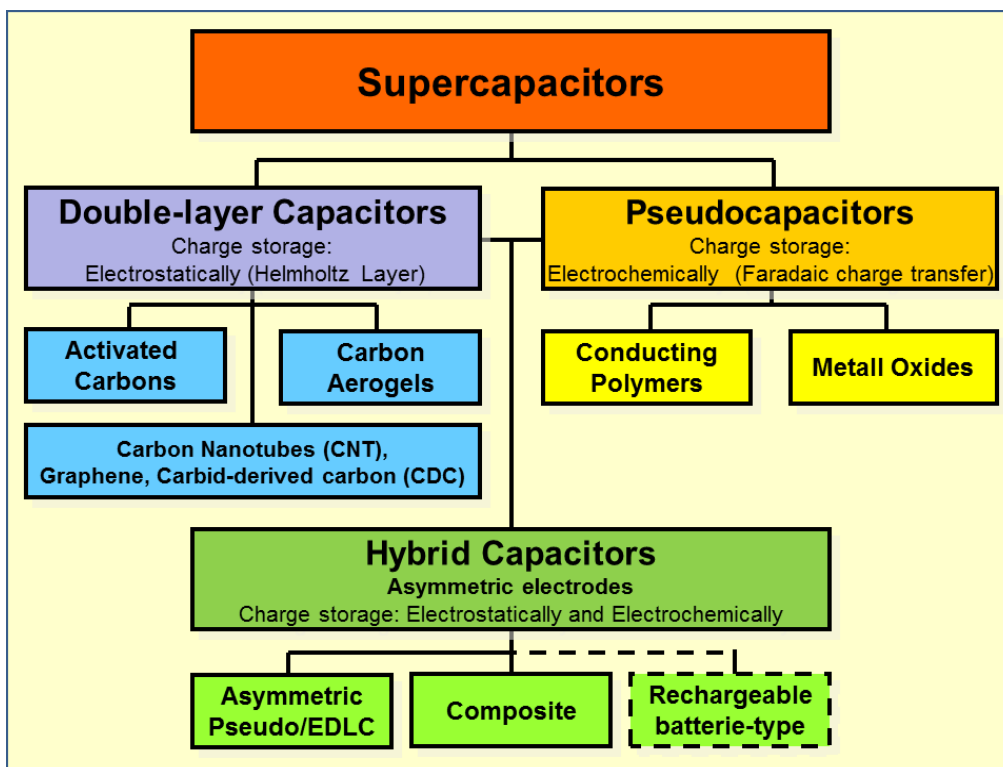 Supercapacitors
Double-layer Capacitors
Charge storage:
Electrostatically (Helmholtz Layer)
Pseudocapacitors
Charge storage:
Electrochemically (Faradaic charge transfer)
Activated
Carbons
Carbon
Aerogels
Conducting
Polymers
Metall Oxides
Carbon Nanotubes (CNT),
Graphene, Carbid-derived carbon (CDC)
Hybrid Capacitors
Asymmetric electrodes
Charge storage: Electrostatically and Electrochemically
Asymmetric
Pseudo/EDLC
Composite
Rechargeable
batterie-type